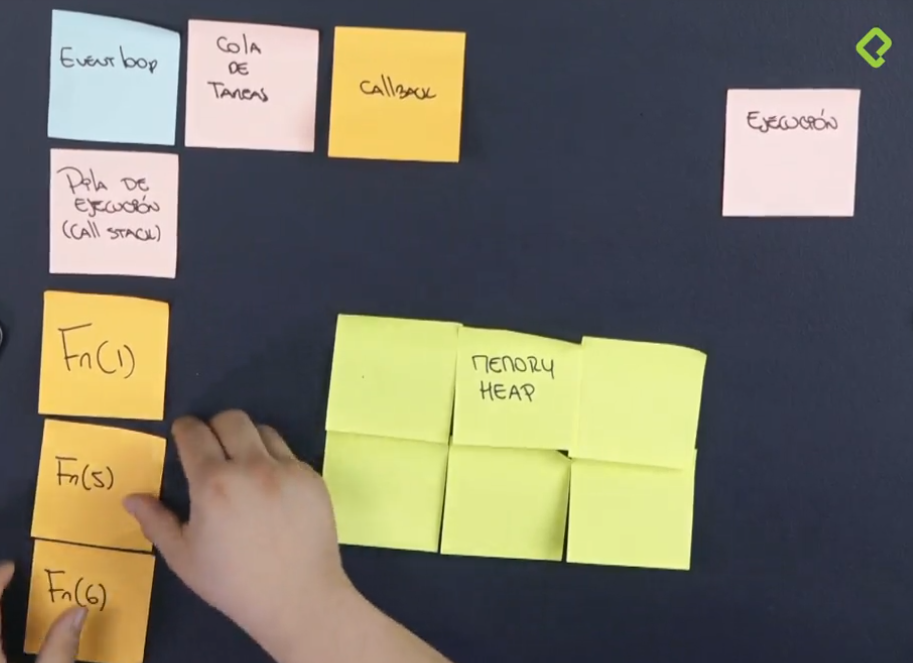 Event loop
Cola
DE
TAREAS
CallBACK
EJECUCIÓN
Pila DE
EJECUCIÓN
(Call STACK)
Fn(1)
MEMORY
HEAP
Fn(5)
Fn(6)